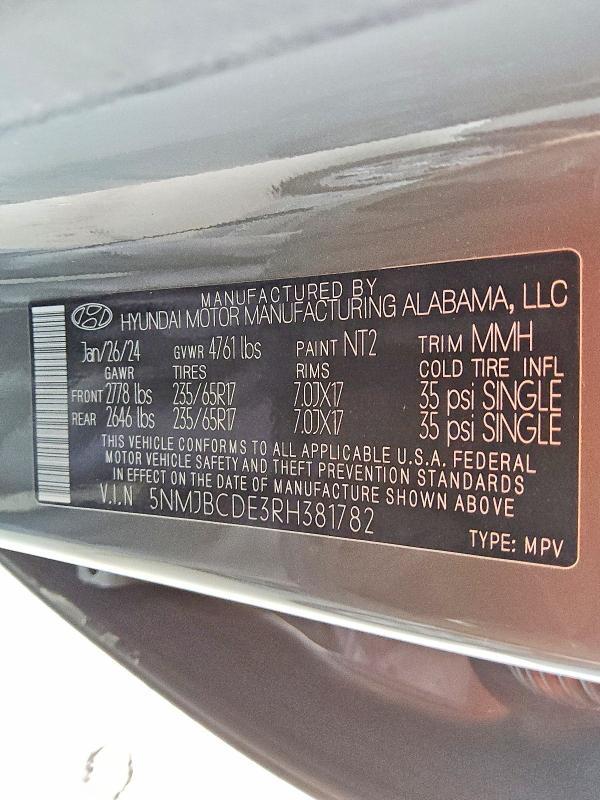 MANUFACTURED BY
HYUNDAI MOTOR MANUFACTURING ALABAMA, LLC
Jan/26/24 GVWR 4761 lbs PAINT NT2 TRIM MMH
GAWR TIRES RIMS COLD TIRE INFL
FRONT 2778 lbs 235/65R17 7.0JX17 35 psi SINGLE
REAR 2646 lbs 235/65R17 7.0JX17 35 psi SINGLE
THIS VEHICLE CONFORMS TO ALL APPLICABLE U.S.A. FEDERAL
MOTOR VEHICLE SAFETY AND THEFT PREVENTION STANDARDS
IN EFFECT ON THE DATE OF MANUFACTURE SHOWN ABOVE
V.I.N 5NMJBCDE3RH381782
TYPE: MPV